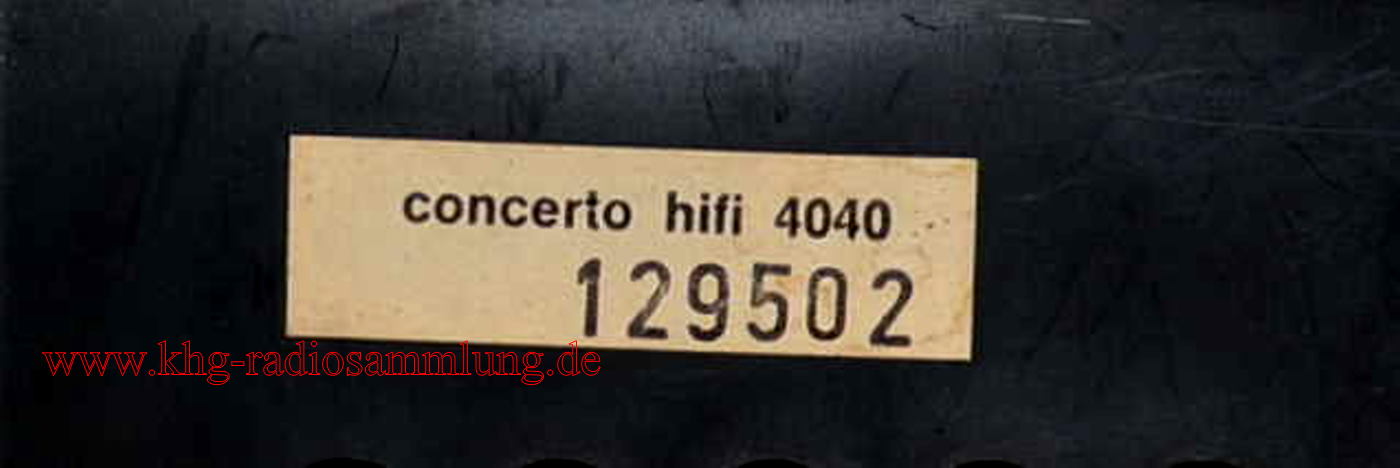 concerto hifi 4040
129502
www.khg-radiosammlung.de